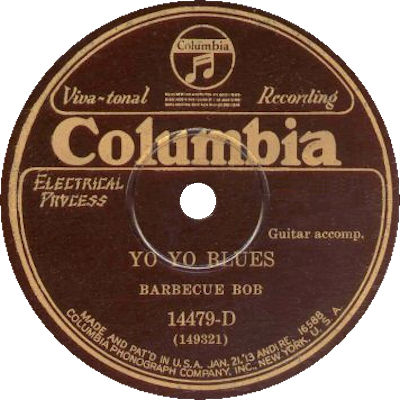 Columbia
Viva-tonal Recording
Columbia
ELECTRICAL
PROCESS
Guitar accomp.
YO YO BLUES
BARBECUE BOB
14479-D
(149321)
MADE AND PAT'D IN U.S.A. JAN. 21,'13 AND RE. 16588
COLUMBIA PHONOGRAPH COMPANY, INC., NEW YORK, U.S.A.